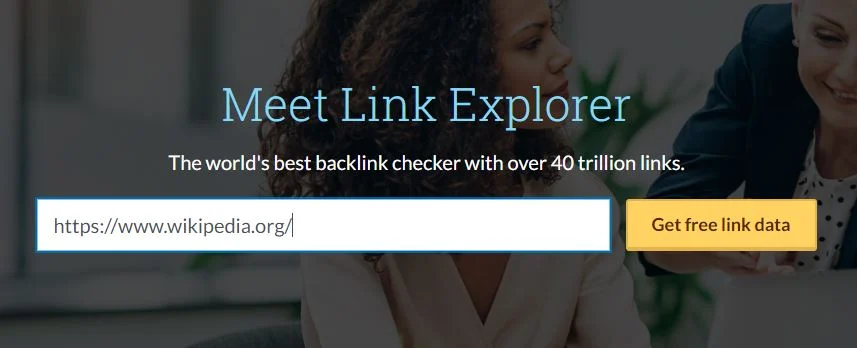 Meet Link Explorer
The world's best backlink checker with over 40 trillion links.
https://www.wikipedia.org/
Get free link data